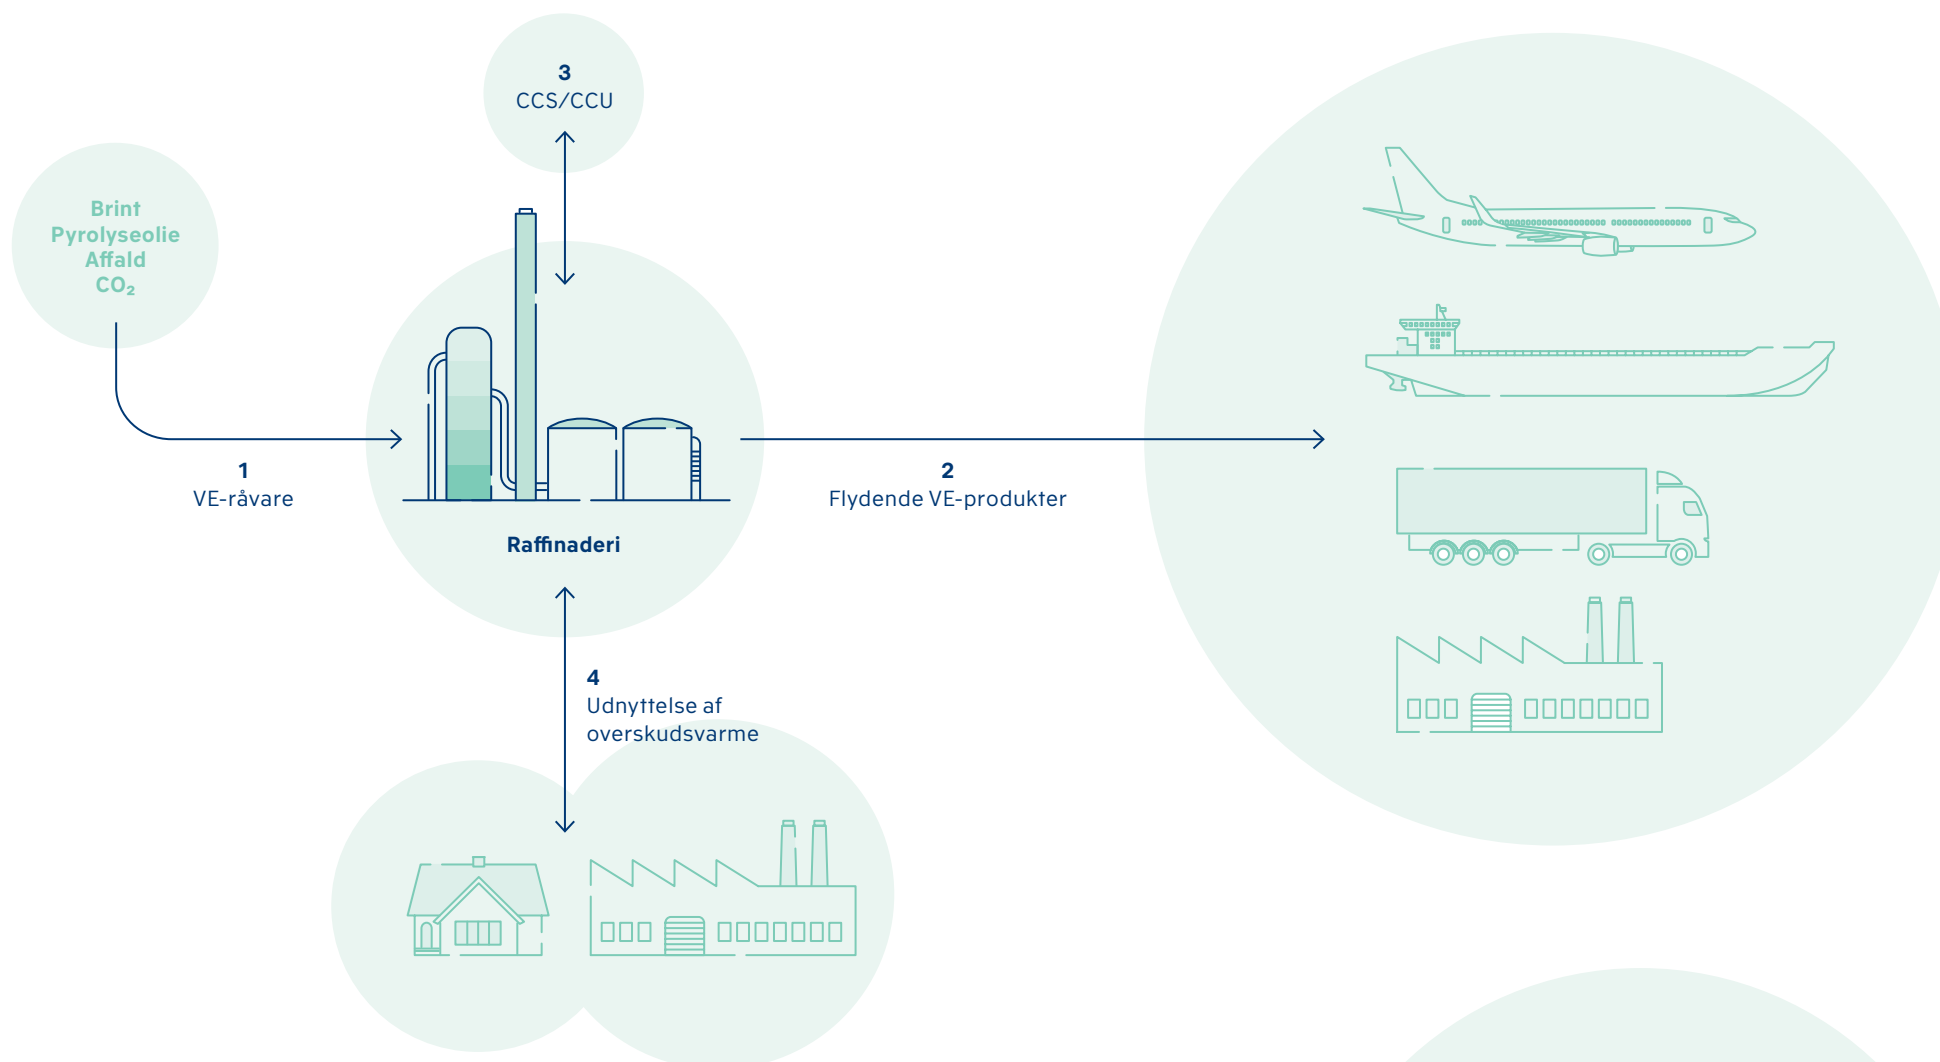 3
CCS/CCU
Brint
Pyrolyseolie
Affald
CO₂
1
VE-råvare
2
Flydende VE-produkter
Raffinaderi
4
Udnyttelse af
overskudsvarme